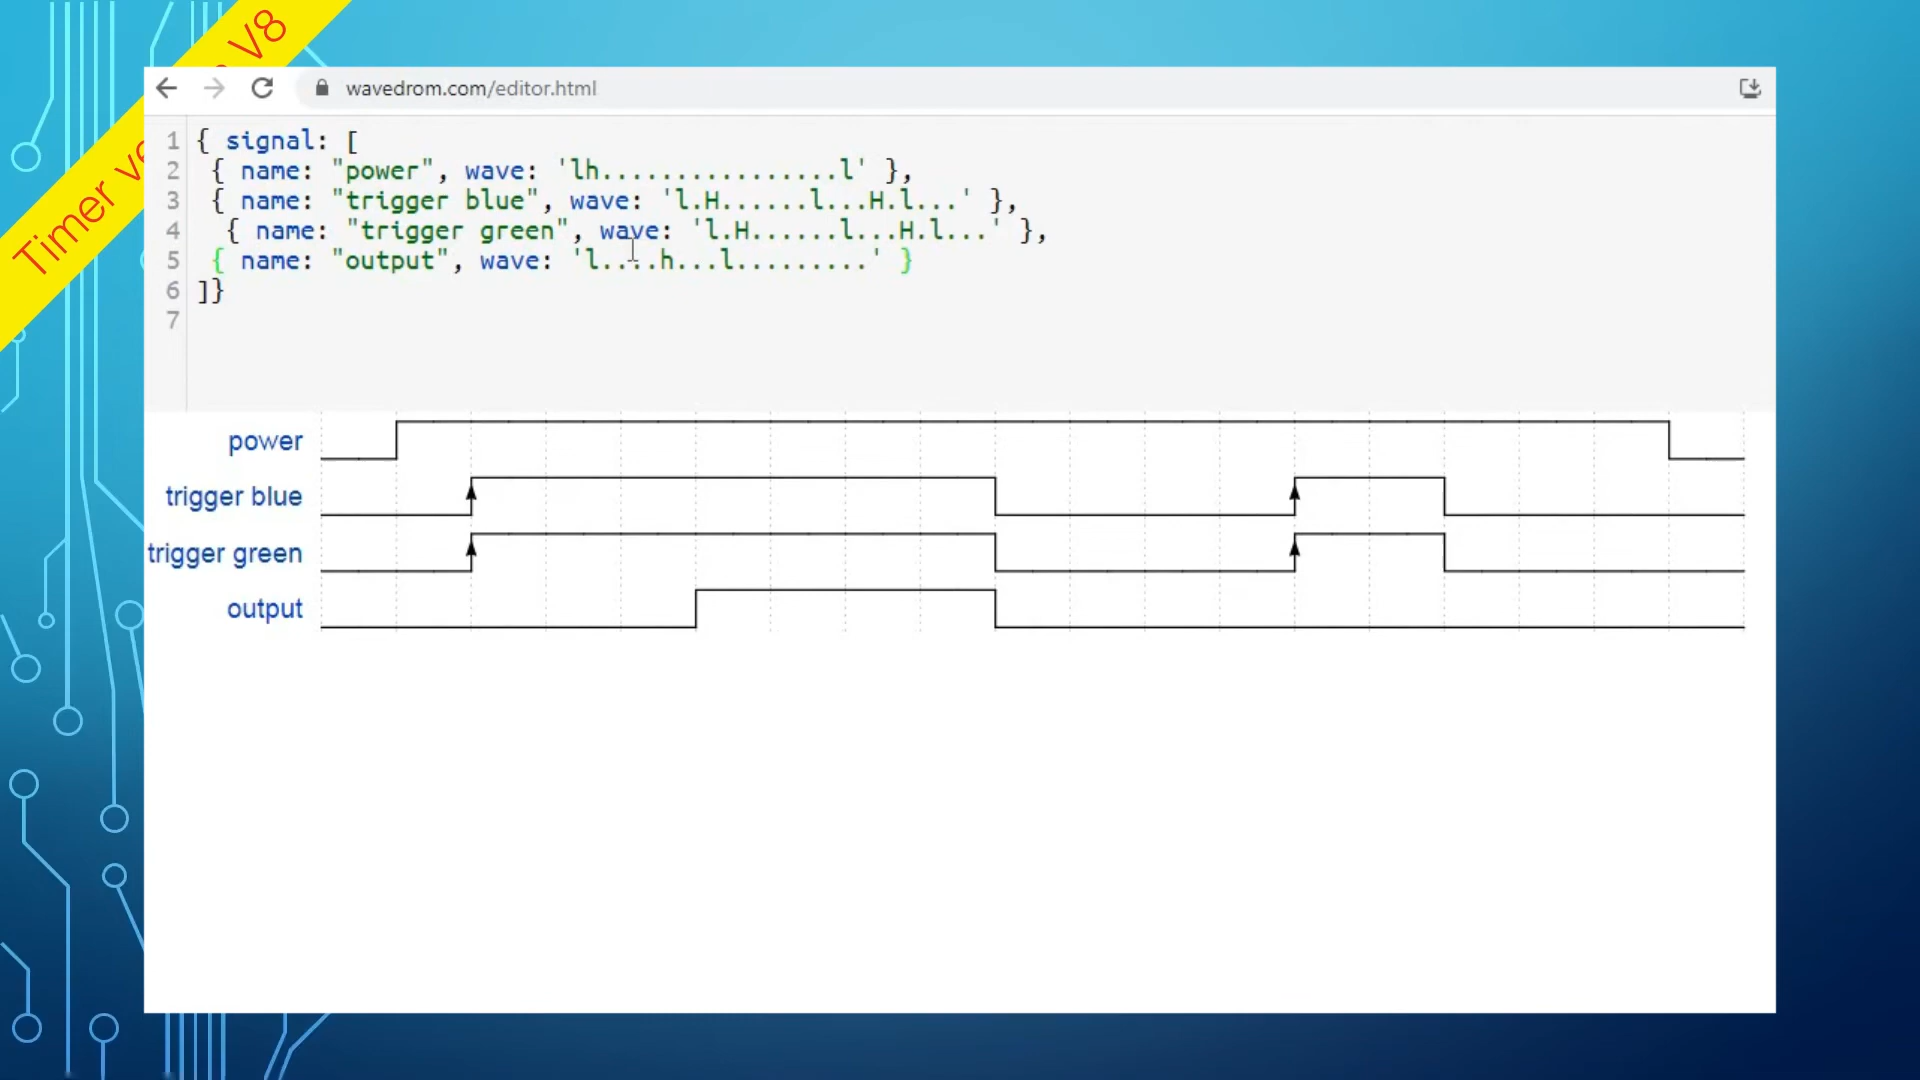 Timer ve
V8
wavedrom.com/editor.html
1 { signal: [
2 { name: "power", wave: 'lh................l' },
3 { name: "trigger blue", wave: 'l.H......l...H.l...' },
4 { name: "trigger green", wave: 'l.H......l...H.l...' },
5 { name: "output", wave: 'l....h...l.........' }
6 ]}
7
power
trigger blue
trigger green
output